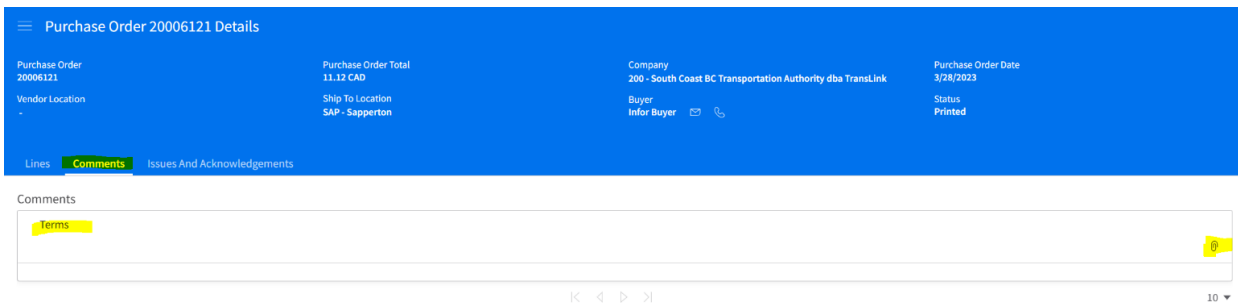 Purchase Order 20006121 Details
Purchase Order
20006121
Purchase Order Total
11.12 CAD
Company
200 - South Coast BC Transportation Authority dba TransLink
Purchase Order Date
3/28/2023
Vendor Location
-
Ship To Location
SAP - Sapperton
Buyer
Infor Buyer
Status
Printed
Lines Comments Issues And Acknowledgements
Comments
Terms
10